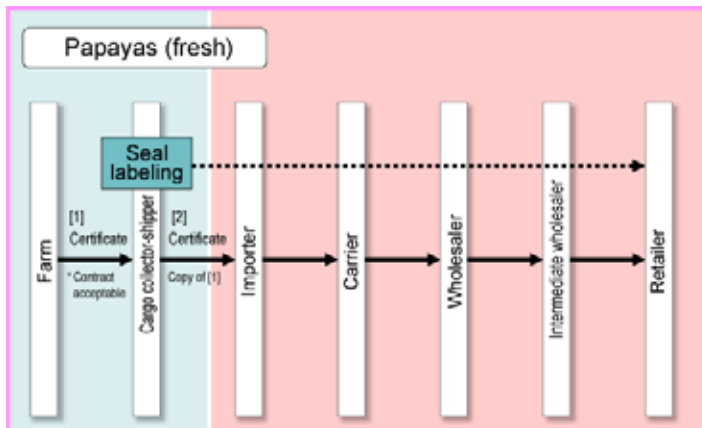 Papayas (fresh)
Seal
labeling
[1]
Certificate
* Contract
acceptable
[2]
Certificate
Copy of [1]
Farm
Cargo collector-shipper
Importer
Carrier
Wholesaler
Intermediate wholesaler
Retailer